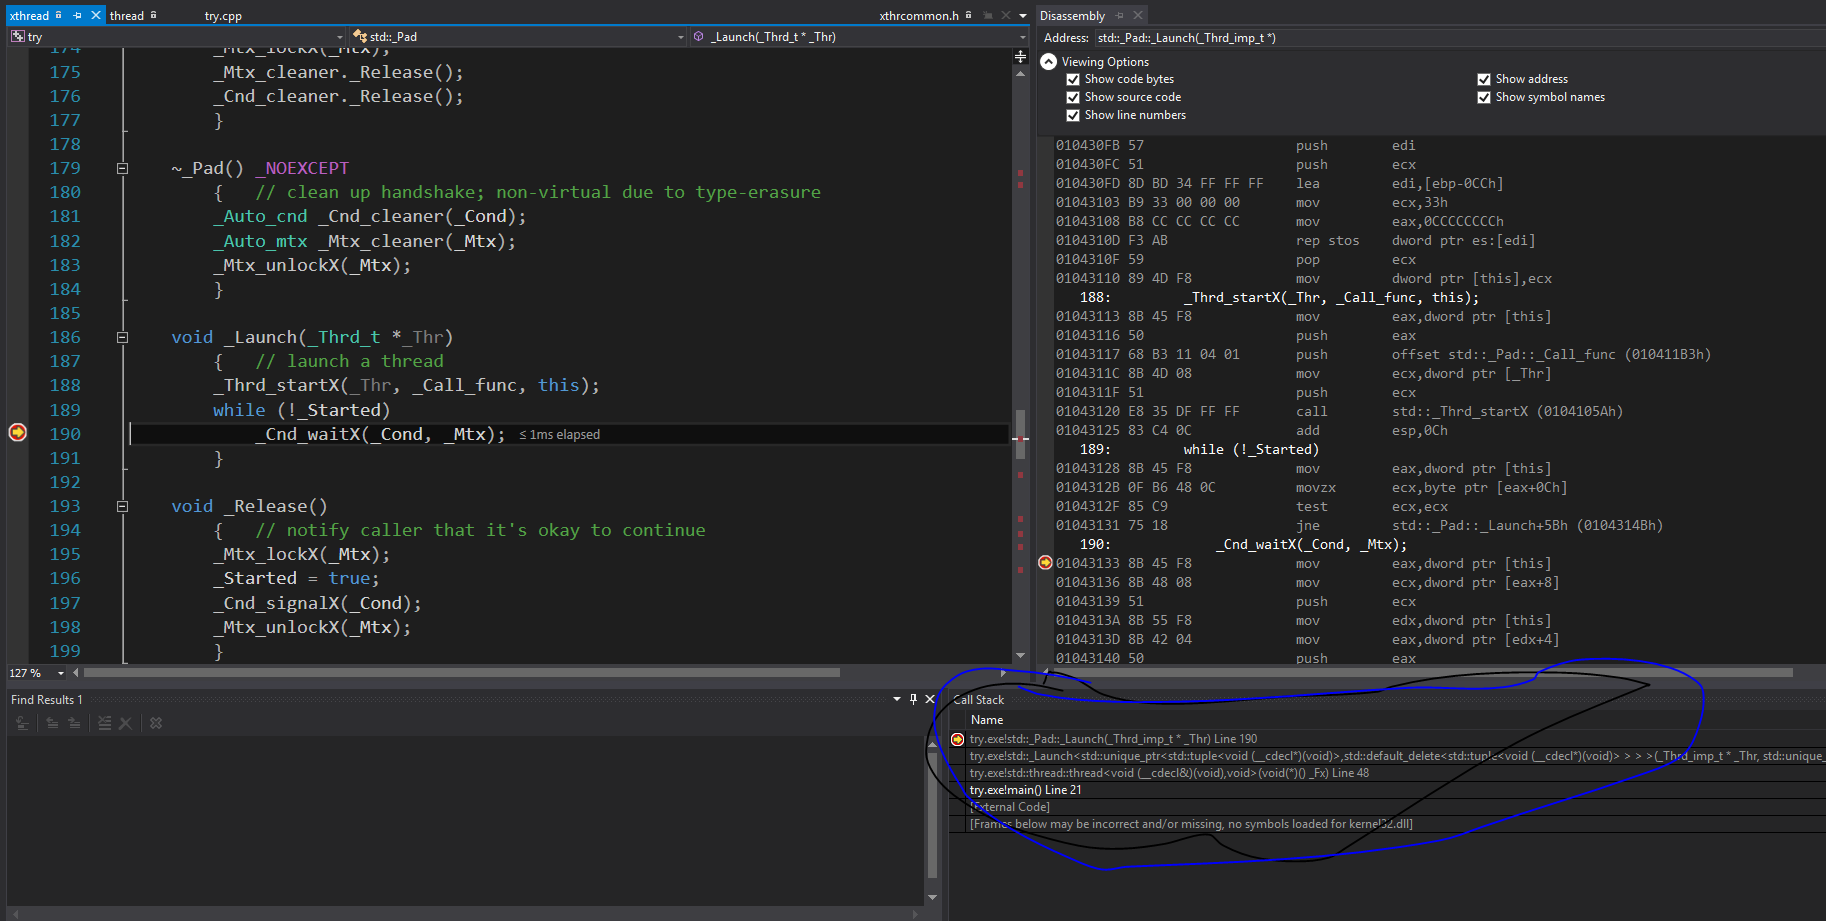 xthread thread try.cpp xthrcommon.h
try std::_Pad _Launch(_Thrd_t * _Thr)
174 _Mtx_lockX(_Mtx);
175 _Mtx_cleaner._Release();
176 _Cnd_cleaner._Release();
177 }
178
179 ~_Pad() _NOEXCEPT
180 { // clean up handshake; non-virtual due to type-erasure
181 _Auto_cnd _Cnd_cleaner(_Cond);
182 _Auto_mtx _Mtx_cleaner(_Mtx);
183 _Mtx_unlockX(_Mtx);
184 }
185
186 void _Launch(_Thrd_t *_Thr)
187 { // launch a thread
188 _Thrd_startX(_Thr, _Call_func, this);
189 while (!_Started)
190 _Cnd_waitX(_Cond, _Mtx); ≤ 1ms elapsed
191 }
192
193 void _Release()
194 { // notify caller that it's okay to continue
195 _Mtx_lockX(_Mtx);
196 _Started = true;
197 _Cnd_signalX(_Cond);
198 _Mtx_unlockX(_Mtx);
199 }
127 %
Disassembly
Address: std::_Pad::_Launch(_Thrd_imp_t *)
Viewing Options
Show code bytes Show address
Show source code Show symbol names
Show line numbers
010430FB 57 push edi
010430FC 51 push ecx
010430FD 8D BD 34 FF FF FF lea edi,[ebp-0CCh]
01043103 B9 33 00 00 00 mov ecx,33h
01043108 B8 CC CC CC CC mov eax,0CCCCCCCCh
0104310D F3 AB rep stos dword ptr es:[edi]
0104310F 59 pop ecx
01043110 89 4D F8 mov dword ptr [this],ecx
188: _Thrd_startX(_Thr, _Call_func, this);
01043113 8B 45 F8 mov eax,dword ptr [this]
01043116 50 push eax
01043117 68 B3 11 04 01 push offset std::_Pad::_Call_func (010411B3h)
0104311C 8B 4D 08 mov ecx,dword ptr [_Thr]
0104311F 51 push ecx
01043120 E8 35 DF FF FF call std::_Thrd_startX (0104105Ah)
01043125 83 C4 0C add esp,0Ch
189: while (!_Started)
01043128 8B 45 F8 mov eax,dword ptr [this]
0104312B 0F B6 48 0C movzx ecx,byte ptr [eax+0Ch]
0104312F 85 C9 test ecx,ecx
01043131 75 18 jne std::_Pad::_Launch+5Bh (0104314Bh)
190: _Cnd_waitX(_Cond, _Mtx);
01043133 8B 45 F8 mov eax,dword ptr [this]
01043136 8B 48 08 mov ecx,dword ptr [eax+8]
01043139 51 push ecx
0104313A 8B 55 F8 mov edx,dword ptr [this]
0104313D 8B 42 04 mov eax,dword ptr [edx+4]
01043140 50 push eax
Find Results 1
Call Stack
Name
try.exe!std::_Pad::_Launch(_Thrd_imp_t * _Thr) Line 190
try.exe!std::_Launch<std::unique_ptr<std::tuple<void (__cdecl*)(void)>,std::default_delete<std::tuple<void (__cdecl*)(void)> > > >(_Thrd_imp_t * _Thr, std::unique_
try.exe!std::thread::thread<void (__cdecl&)(void),void>(void(*)() _Fx) Line 48
try.exe!main() Line 21
[External Code]
[Frames below may be incorrect and/or missing, no symbols loaded for kernel32.dll]